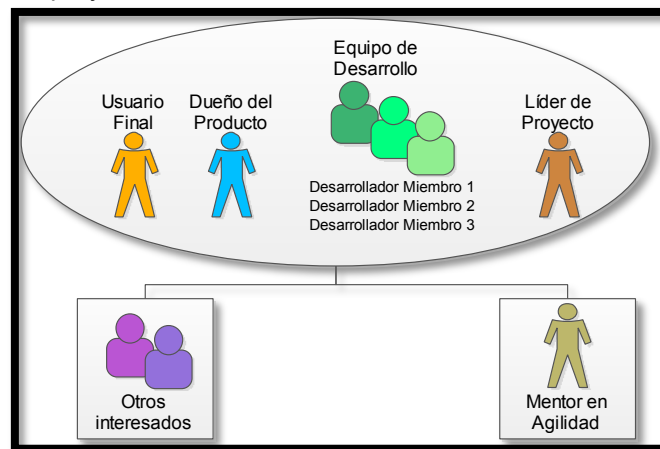 Equipo de
Desarrollo
Usuario
Final
Dueño del
Producto
Líder de
Proyecto
Desarrollador Miembro 1
Desarrollador Miembro 2
Desarrollador Miembro 3
Otros
interesados
Mentor en
Agilidad